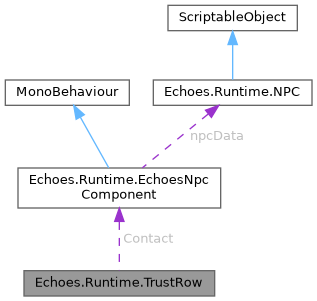 ScriptableObject
MonoBehaviour
Echoes.Runtime.NPC
npcData
Echoes.Runtime.EchoesNpc
Component
Contact
Echoes.Runtime.TrustRow